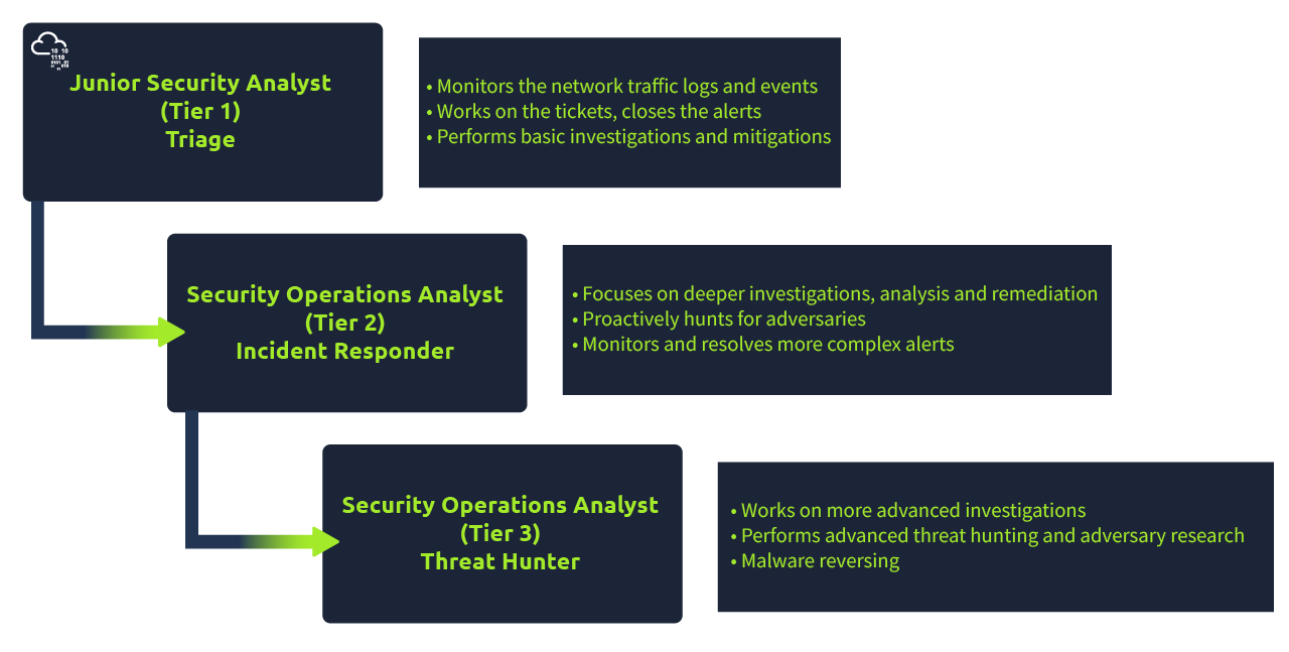 Junior Security Analyst
(Tier 1)
Triage
• Monitors the network traffic logs and events
• Works on the tickets, closes the alerts
• Performs basic investigations and mitigations
Security Operations Analyst
(Tier 2)
Incident Responder
• Focuses on deeper investigations, analysis and remediation
• Proactively hunts for adversaries
• Monitors and resolves more complex alerts
Security Operations Analyst
(Tier 3)
Threat Hunter
• Works on more advanced investigations
• Performs advanced threat hunting and adversary research
• Malware reversing